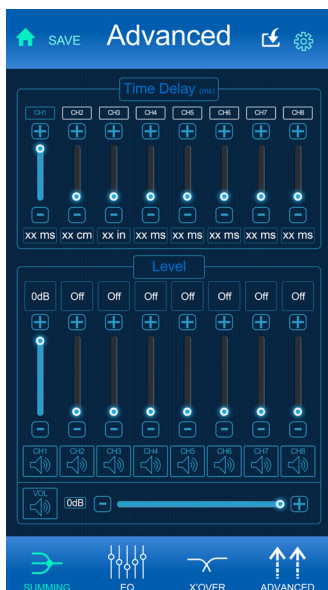 SAVE Advanced
Time Delay (ms)
CH1 CH2 CH3 CH4 CH5 CH6 CH7 CH8
xx ms xx cm xx in xx ms xx ms xx ms xx ms xx ms
Level
0dB Off Off Off Off Off Off Off
CH1 CH2 CH3 CH4 CH5 CH6 CH7 CH8
VOL
0dB
SUMMING EQ X'OVER ADVANCED